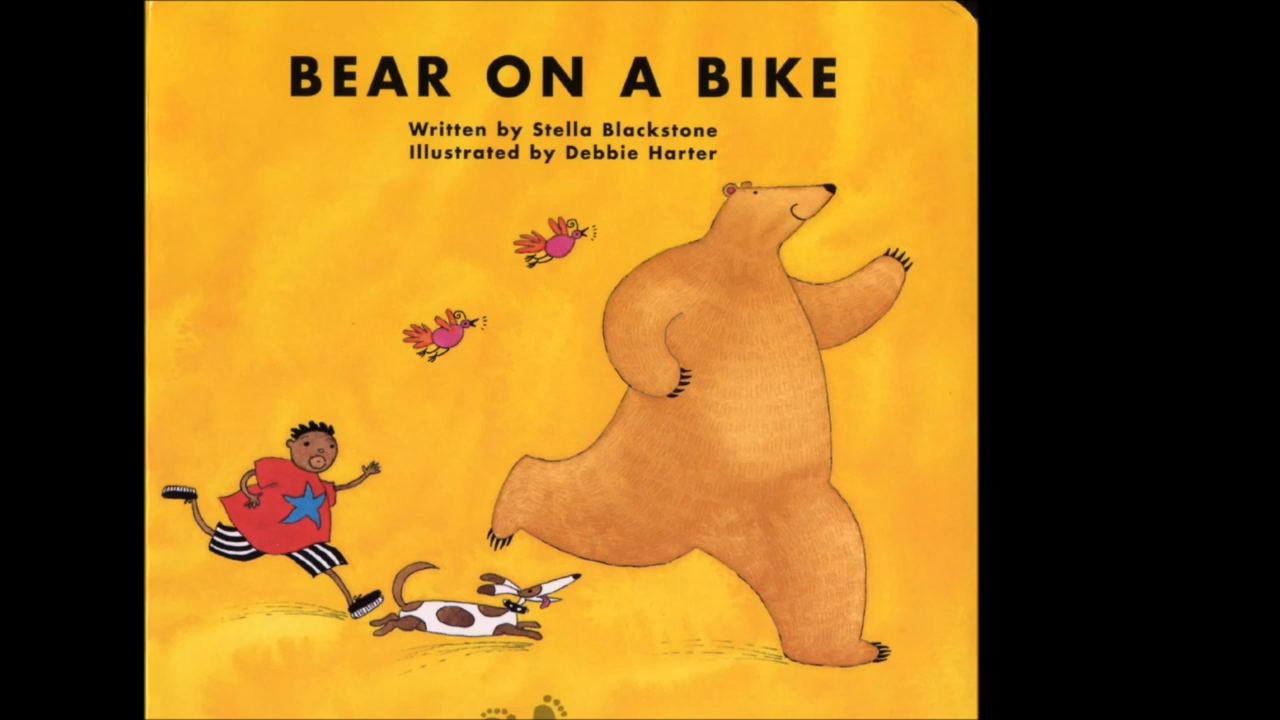 BEAR ON A BIKE
Written by Stella Blackstone
Illustrated by Debbie Harter